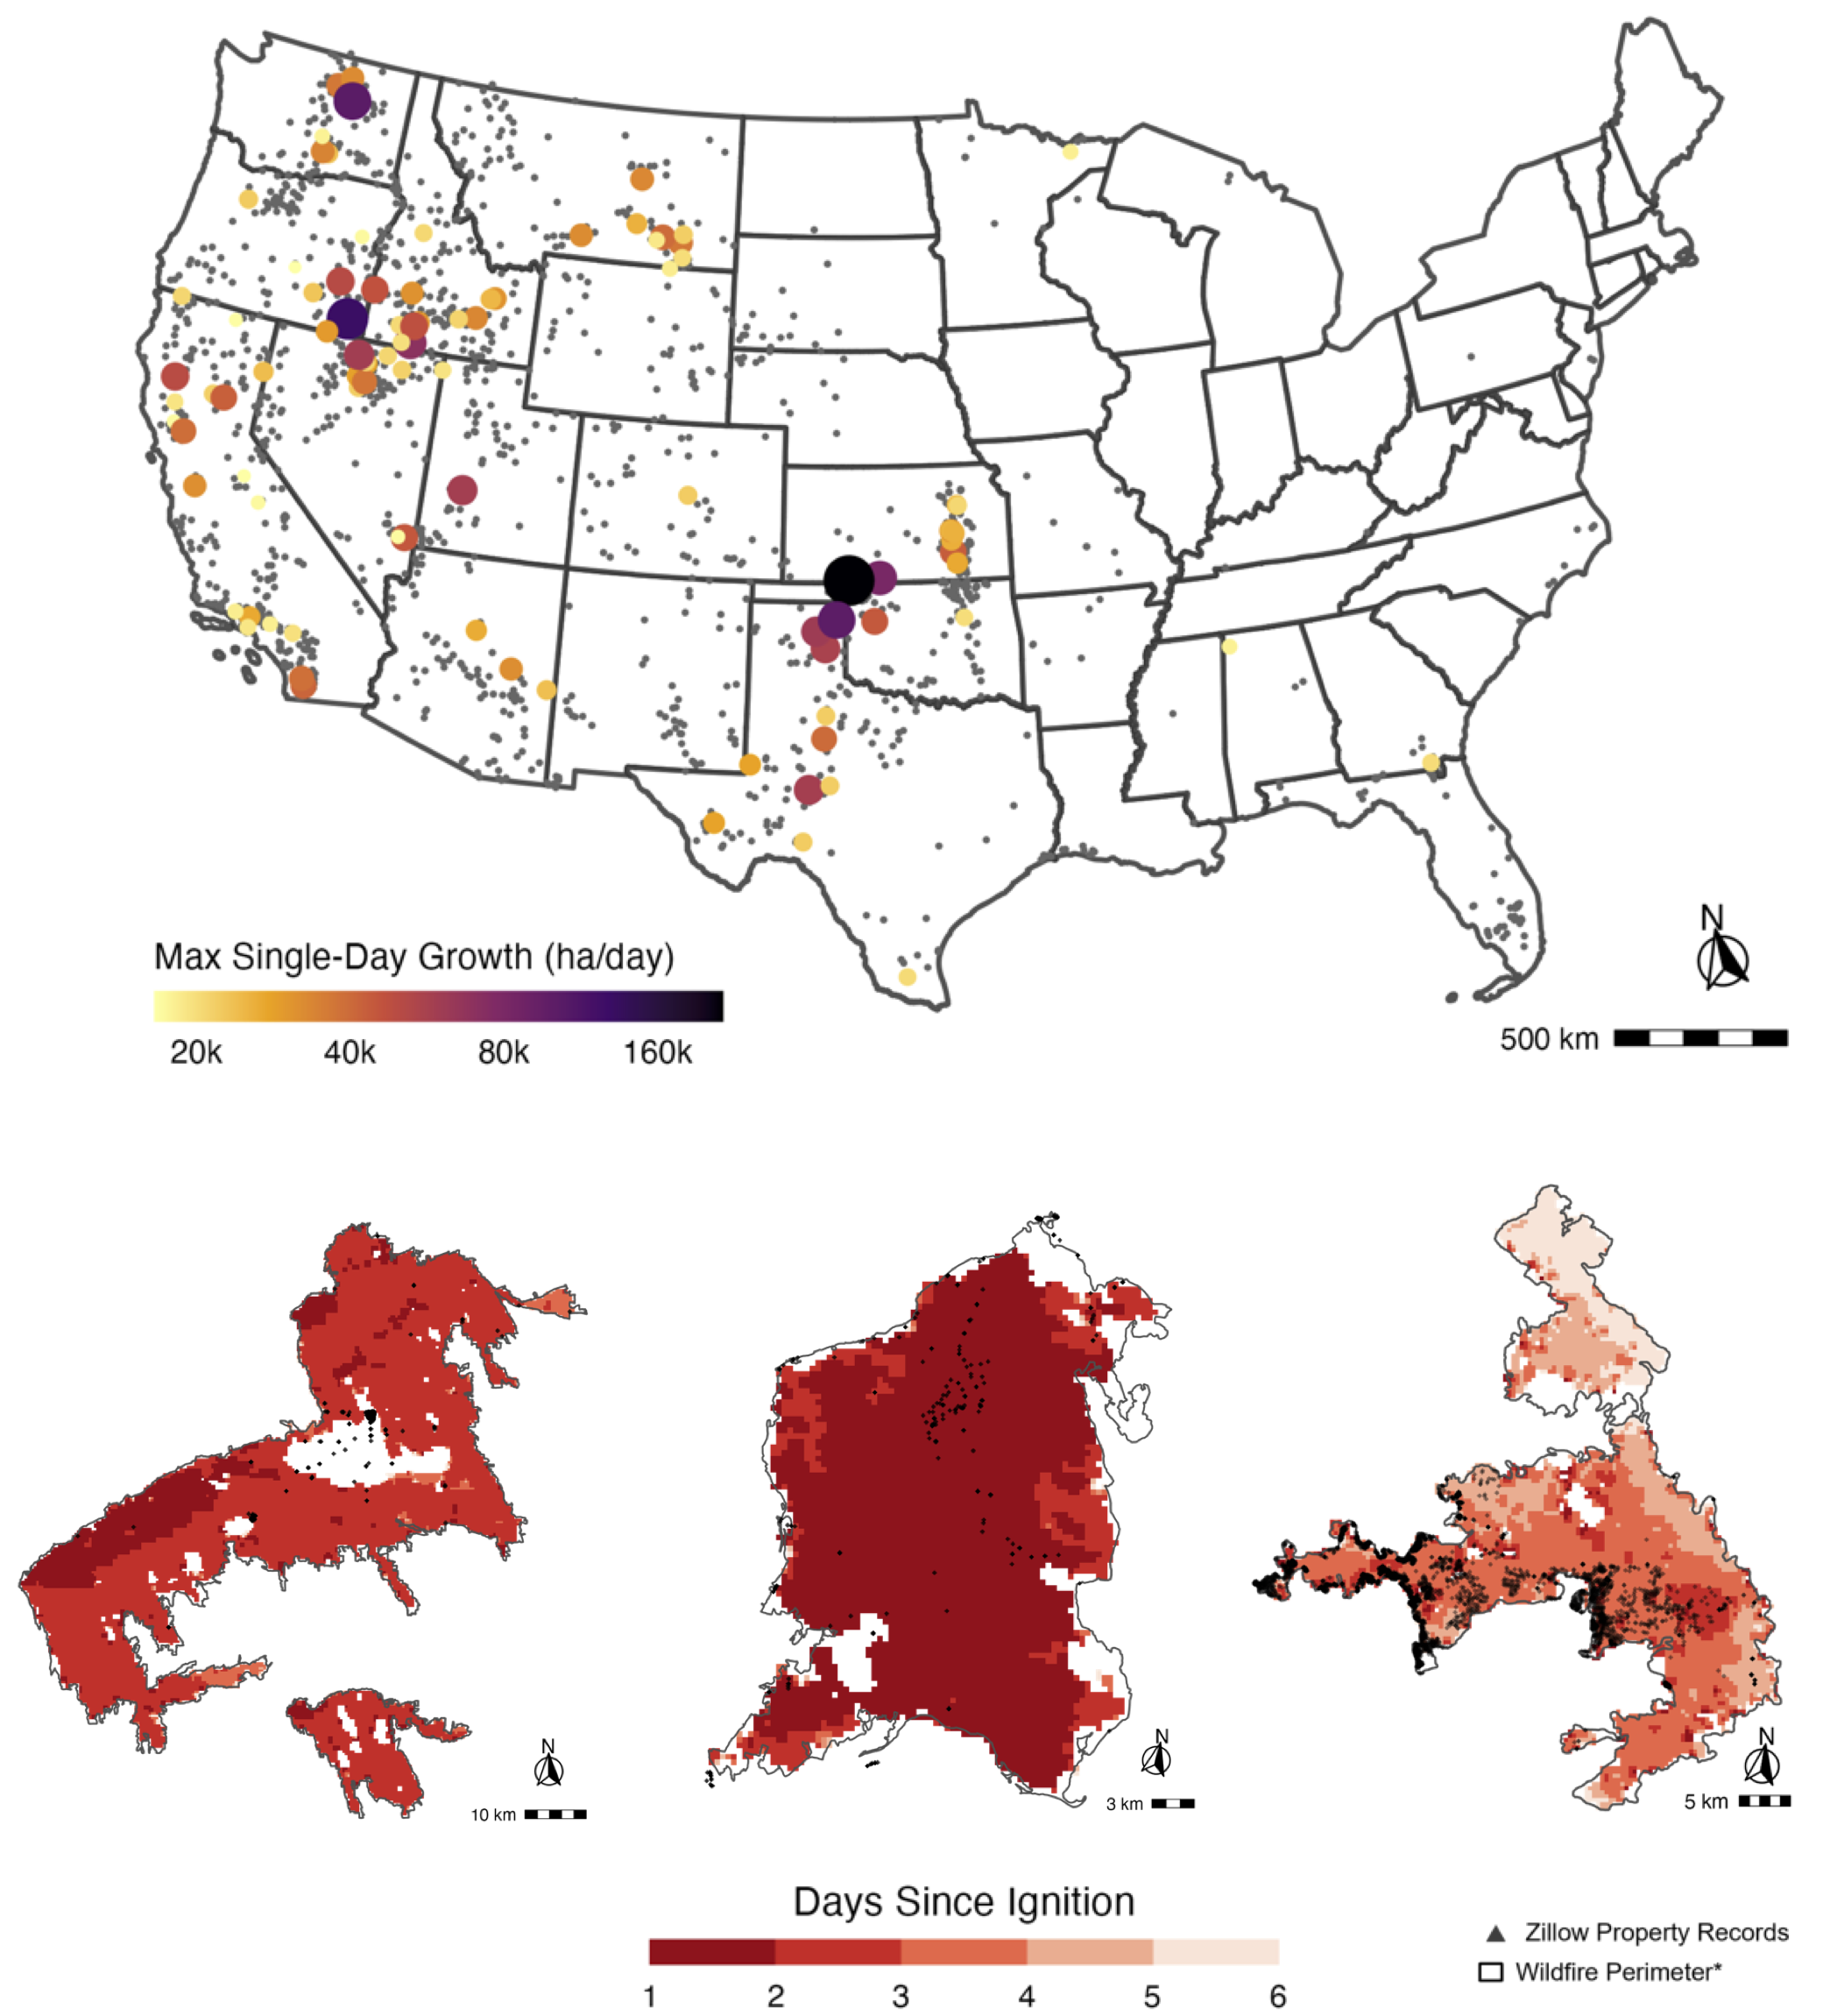 N
Max Single-Day Growth (ha/day)
20k 40k 80k 160k
500 km
N
10 km
N
3 km
N
5 km
Days Since Ignition
1 2 3 4 5 6
Zillow Property Records
Wildfire Perimeter*